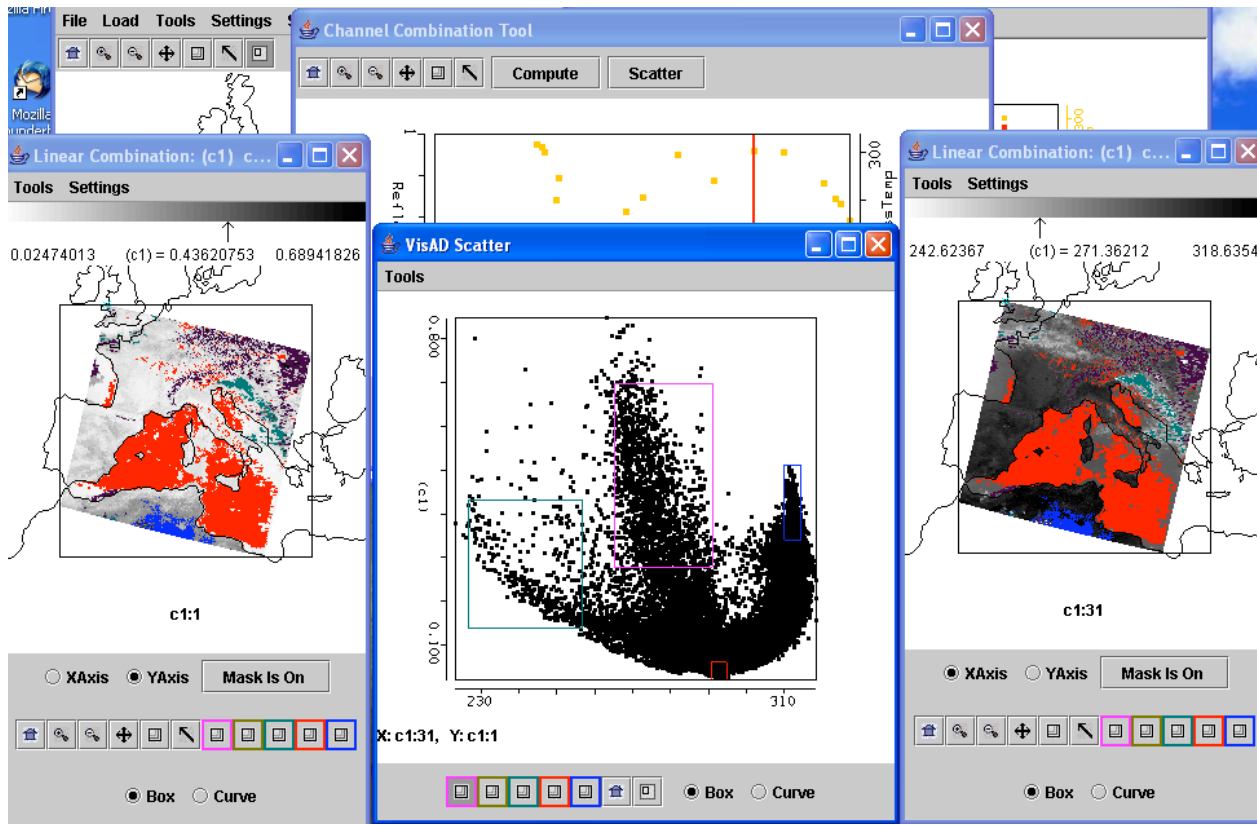 File Load Tools Settings
Channel Combination Tool
Compute Scatter
Mozilla
1
300
300
Linear Combination: (c1) c...
Tools Settings
0.02474013 (c1) = 0.43620753 0.68941826
c1:1
XAxis YAxis Mask Is On
Box Curve
VisAD Scatter
Tools
0.800
(c1)
0.100
230 310
X: c1:31, Y: c1:1
Box Curve
Linear Combination: (c1) c...
Tools Settings
242.62367 (c1) = 271.36212 318.6354
c1:31
XAxis YAxis Mask Is On
Box Curve